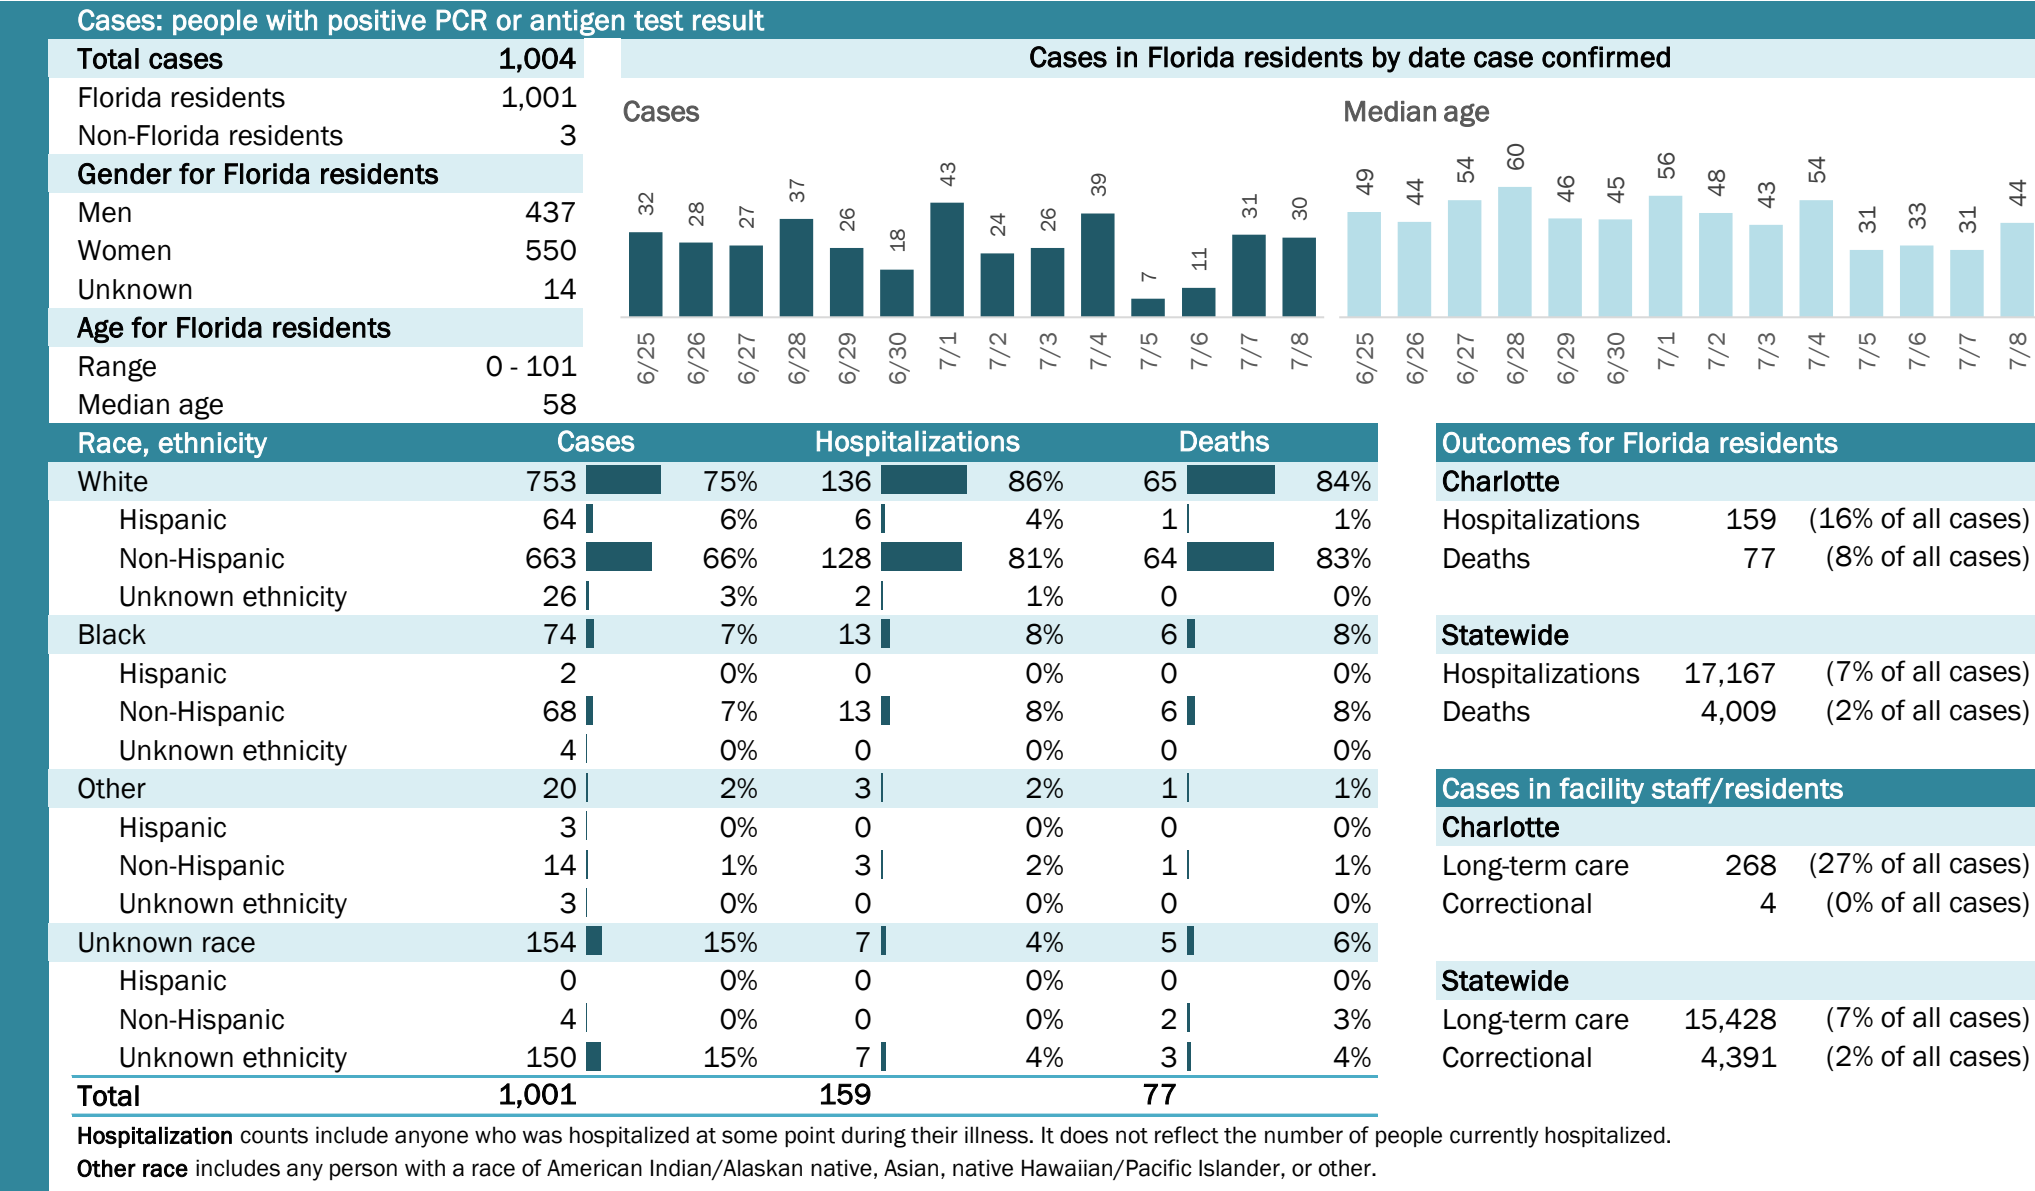 Cases: people with positive PCR or antigen test result
Total cases 1,004
Florida residents 1,001
Non-Florida residents 3
Gender for Florida residents
Men 437
Women 550
Unknown 14
Age for Florida residents
Range 0 - 101
Median age 58
Cases in Florida residents by date case confirmed
Cases
32 28 27 37 26 18 43 24 26 39 7 11 31 30
6/25 6/26 6/27 6/28 6/29 6/30 7/1 7/2 7/3 7/4 7/5 7/6 7/7 7/8
Median age
49 44 54 60 46 45 56 48 43 54 31 33 31 44
6/25 6/26 6/27 6/28 6/29 6/30 7/1 7/2 7/3 7/4 7/5 7/6 7/7 7/8
Race, ethnicity Cases Hospitalizations Deaths
White 753 75% 136 86% 65 84%
Hispanic 64 6% 6 4% 1 1%
Non-Hispanic 663 66% 128 81% 64 83%
Unknown ethnicity 26 3% 2 1% 0 0%
Black 74 7% 13 8% 6 8%
Hispanic 2 0% 0 0% 0 0%
Non-Hispanic 68 7% 13 8% 6 8%
Unknown ethnicity 4 0% 0 0% 0 0%
Other 20 2% 3 2% 1 1%
Hispanic 3 0% 0 0% 0 0%
Non-Hispanic 14 1% 3 2% 1 1%
Unknown ethnicity 3 0% 0 0% 0 0%
Unknown race 154 15% 7 4% 5 6%
Hispanic 0 0% 0 0% 0 0%
Non-Hispanic 4 0% 0 0% 2 3%
Unknown ethnicity 150 15% 7 4% 3 4%
Total 1,001 159 77
Outcomes for Florida residents
Charlotte
Hospitalizations 159 (16% of all cases)
Deaths 77 (8% of all cases)
Statewide
Hospitalizations 17,167 (7% of all cases)
Deaths 4,009 (2% of all cases)
Cases in facility staff/residents
Charlotte
Long-term care 268 (27% of all cases)
Correctional 4 (0% of all cases)
Statewide
Long-term care 15,428 (7% of all cases)
Correctional 4,391 (2% of all cases)
Hospitalization counts include anyone who was hospitalized at some point during their illness. It does not reflect the number of people currently hospitalized.
Other race includes any person with a race of American Indian/Alaskan native, Asian, native Hawaiian/Pacific Islander, or other.